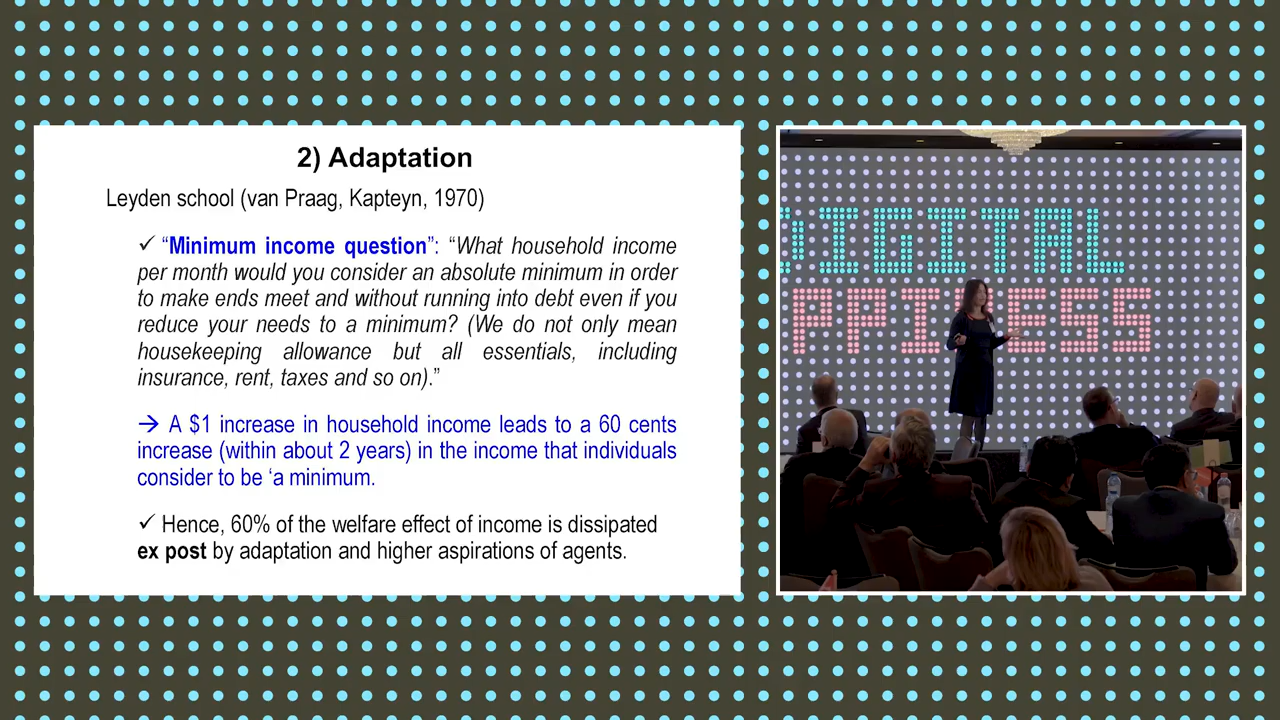 2) Adaptation
Leyden school (van Praag, Kapteyn, 1970)
✓ “Minimum income question”: “What household income
per month would you consider an absolute minimum in order
to make ends meet and without running into debt even if you
reduce your needs to a minimum? (We do not only mean
housekeeping allowance but all essentials, including
insurance, rent, taxes and so on).”
→ A $1 increase in household income leads to a 60 cents
increase (within about 2 years) in the income that individuals
consider to be ‘a minimum.
✓ Hence, 60% of the welfare effect of income is dissipated
ex post by adaptation and higher aspirations of agents.
DIGITAL
PPINESS